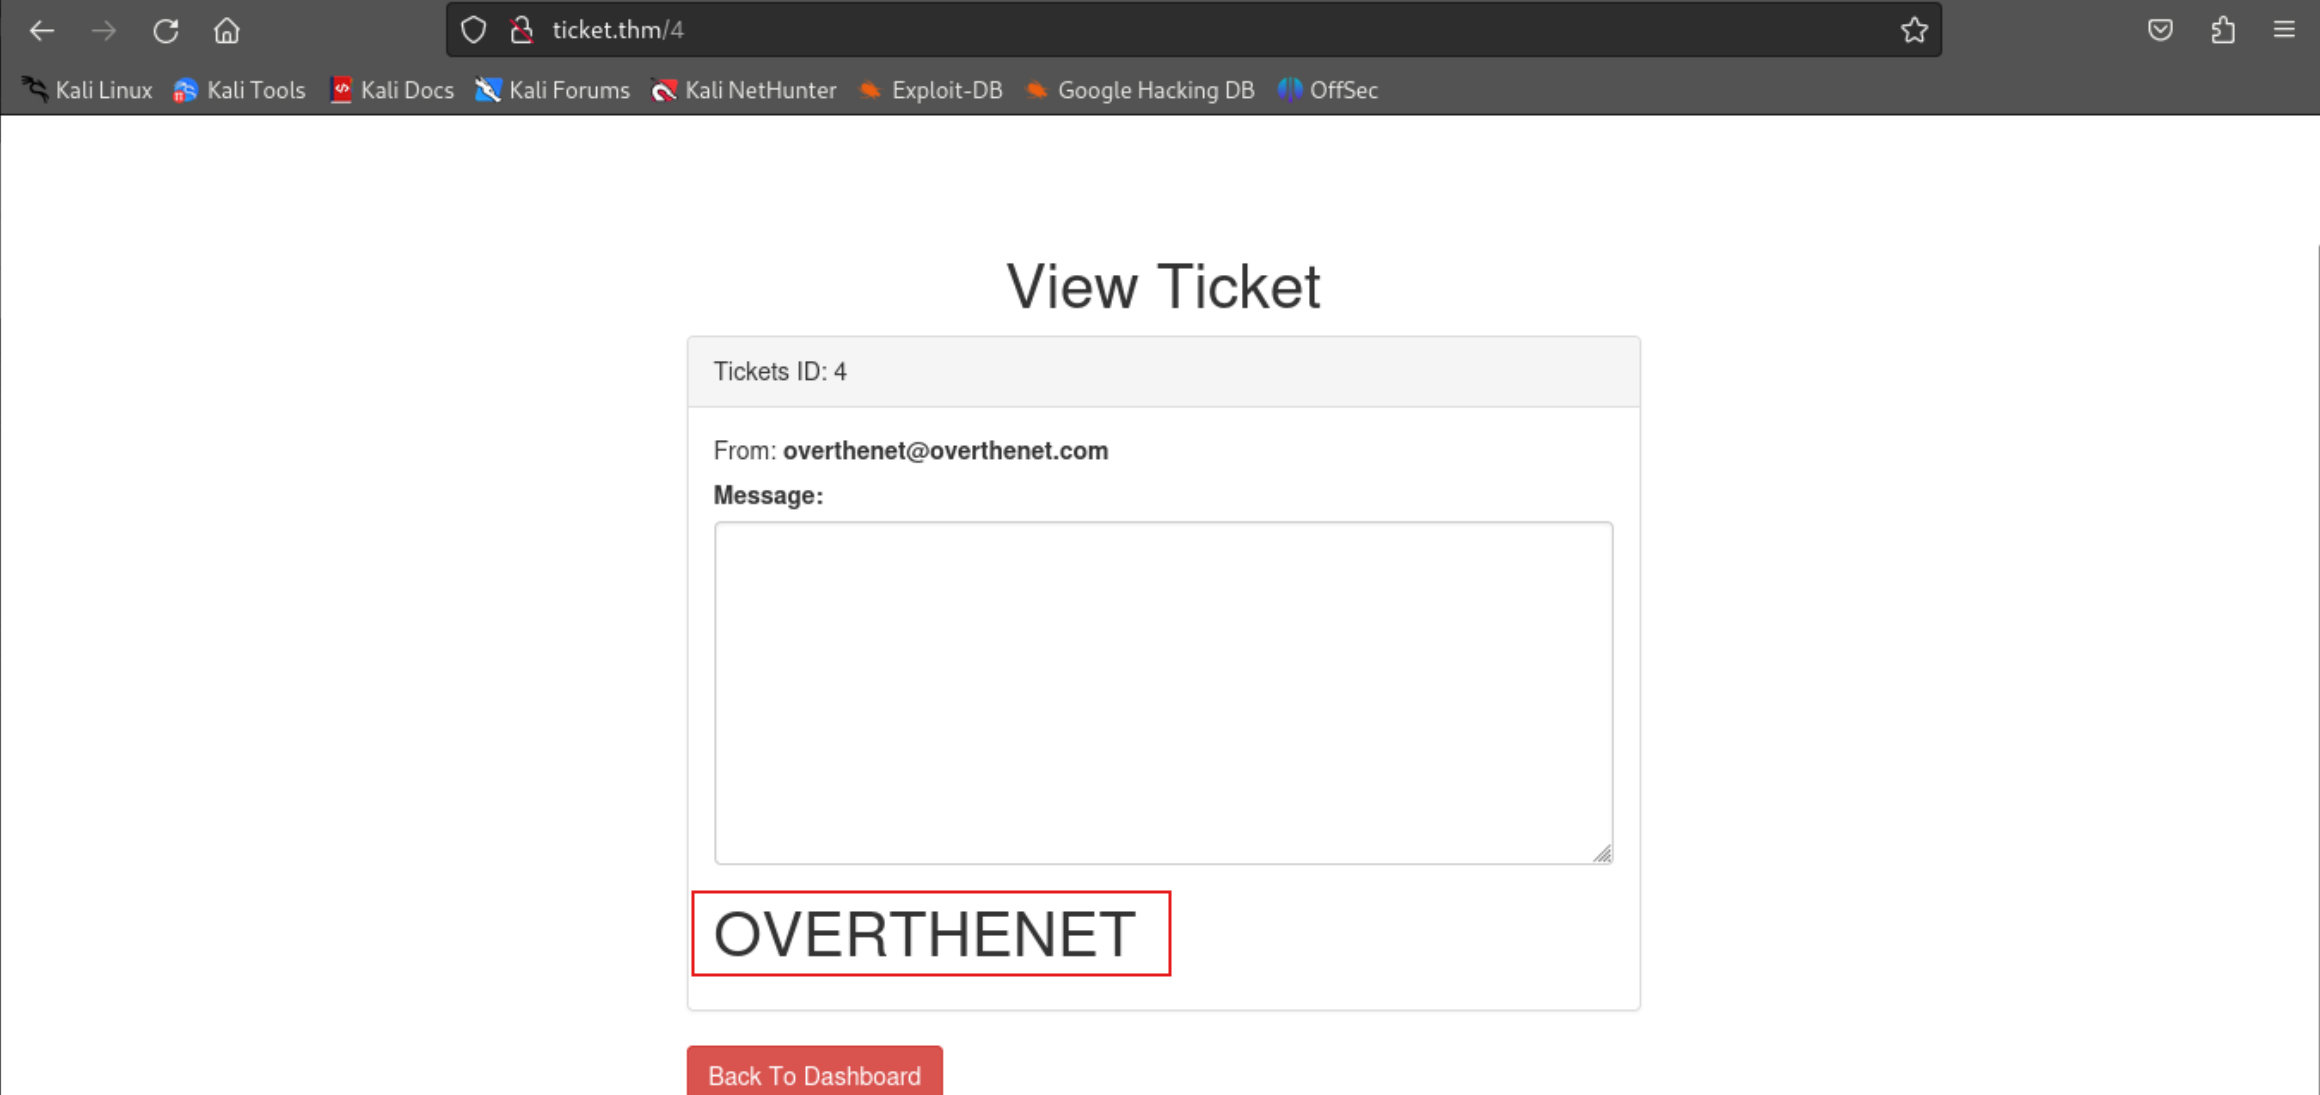 ticket.thm/4
Kali Linux Kali Tools Kali Docs Kali Forums Kali NetHunter Exploit-DB Google Hacking DB OffSec
View Ticket
Tickets ID: 4
From: overthenet@overthenet.com
Message:
OVERTHENET
Back To Dashboard